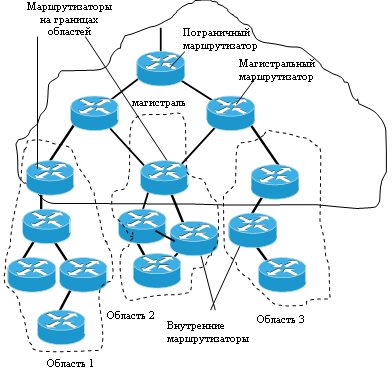 Маршрутизаторы
на границах
областей
Пограничный
маршрутизатор
Магистральный
маршрутизатор
магистраль
Область 2
Внутренние
маршрутизаторы
Область 3
Область 1